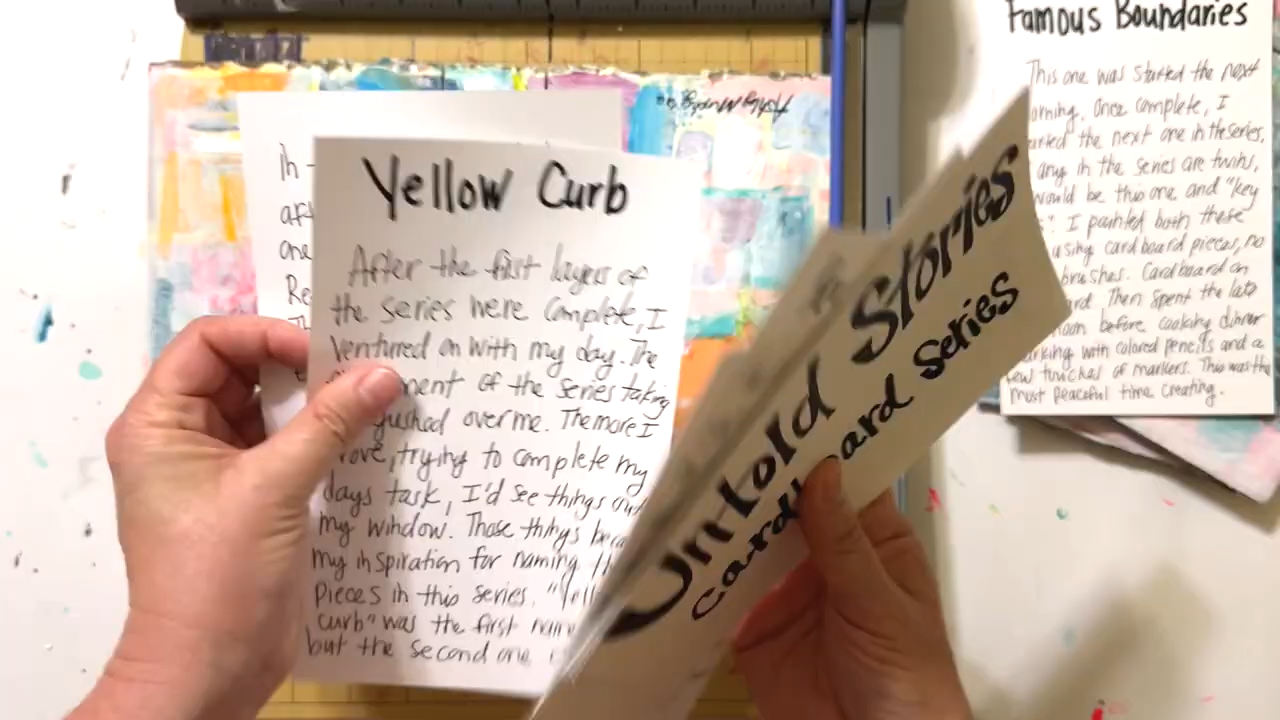 Yellow Curb
After the first layers of
the series were complete, I
ventured on with my day. The
of the series taking
over me. The more I
trying to complete my
days task, I'd see things out
my window. Those things
my inspiration for naming
pieces in this series.
curb" was the first
but the second one
in
one
Untold Stories
Cardboard Series
Famous Boundaries
This one was started the next
morning. Once complete, I
the next one in the series.
in the series are twins,
would be this one and "key
I painted both these
using cardboard pieces, no
brushes. Cardboard on
Then spent the late
before cooking dinner
working with colored pencils and a
few touches of markers. This was the
most peaceful time creating.